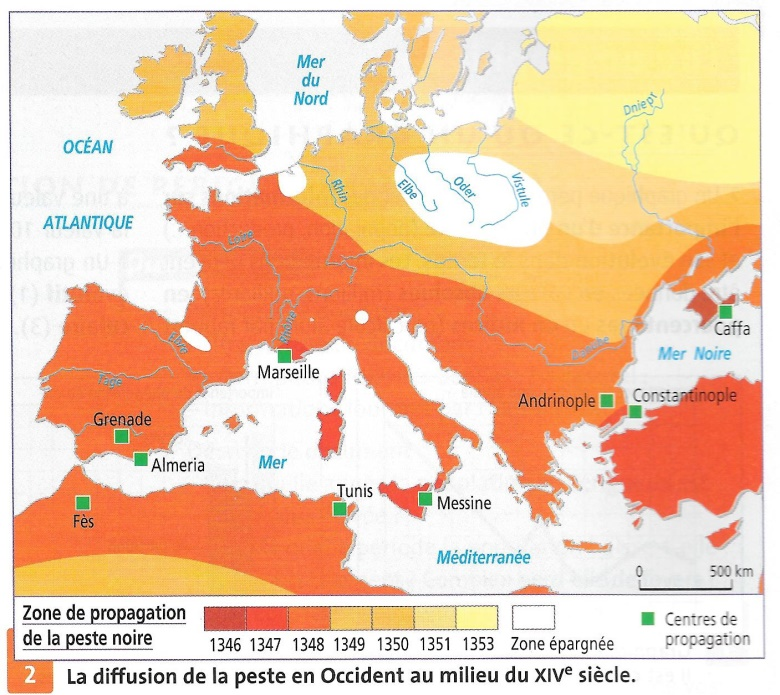 Mer
du
Nord
OCÉAN
ATLANTIQUE
Dniepr
Rhin
Elbe
Oder
Vistule
Loire
Rhône
Ebre
Tage
Danube
Marseille
Caffa
Mer Noire
Andrinople
Constantinople
Grenade
Almeria
Mer
Tunis
Messine
Fès
Méditerranée
0 500 km
Zone de propagation
de la peste noire
1346 1347 1348 1349 1350 1351 1353 Zone épargnée
Centres de
propagation
2 La diffusion de la peste en Occident au milieu du XIVe siècle.